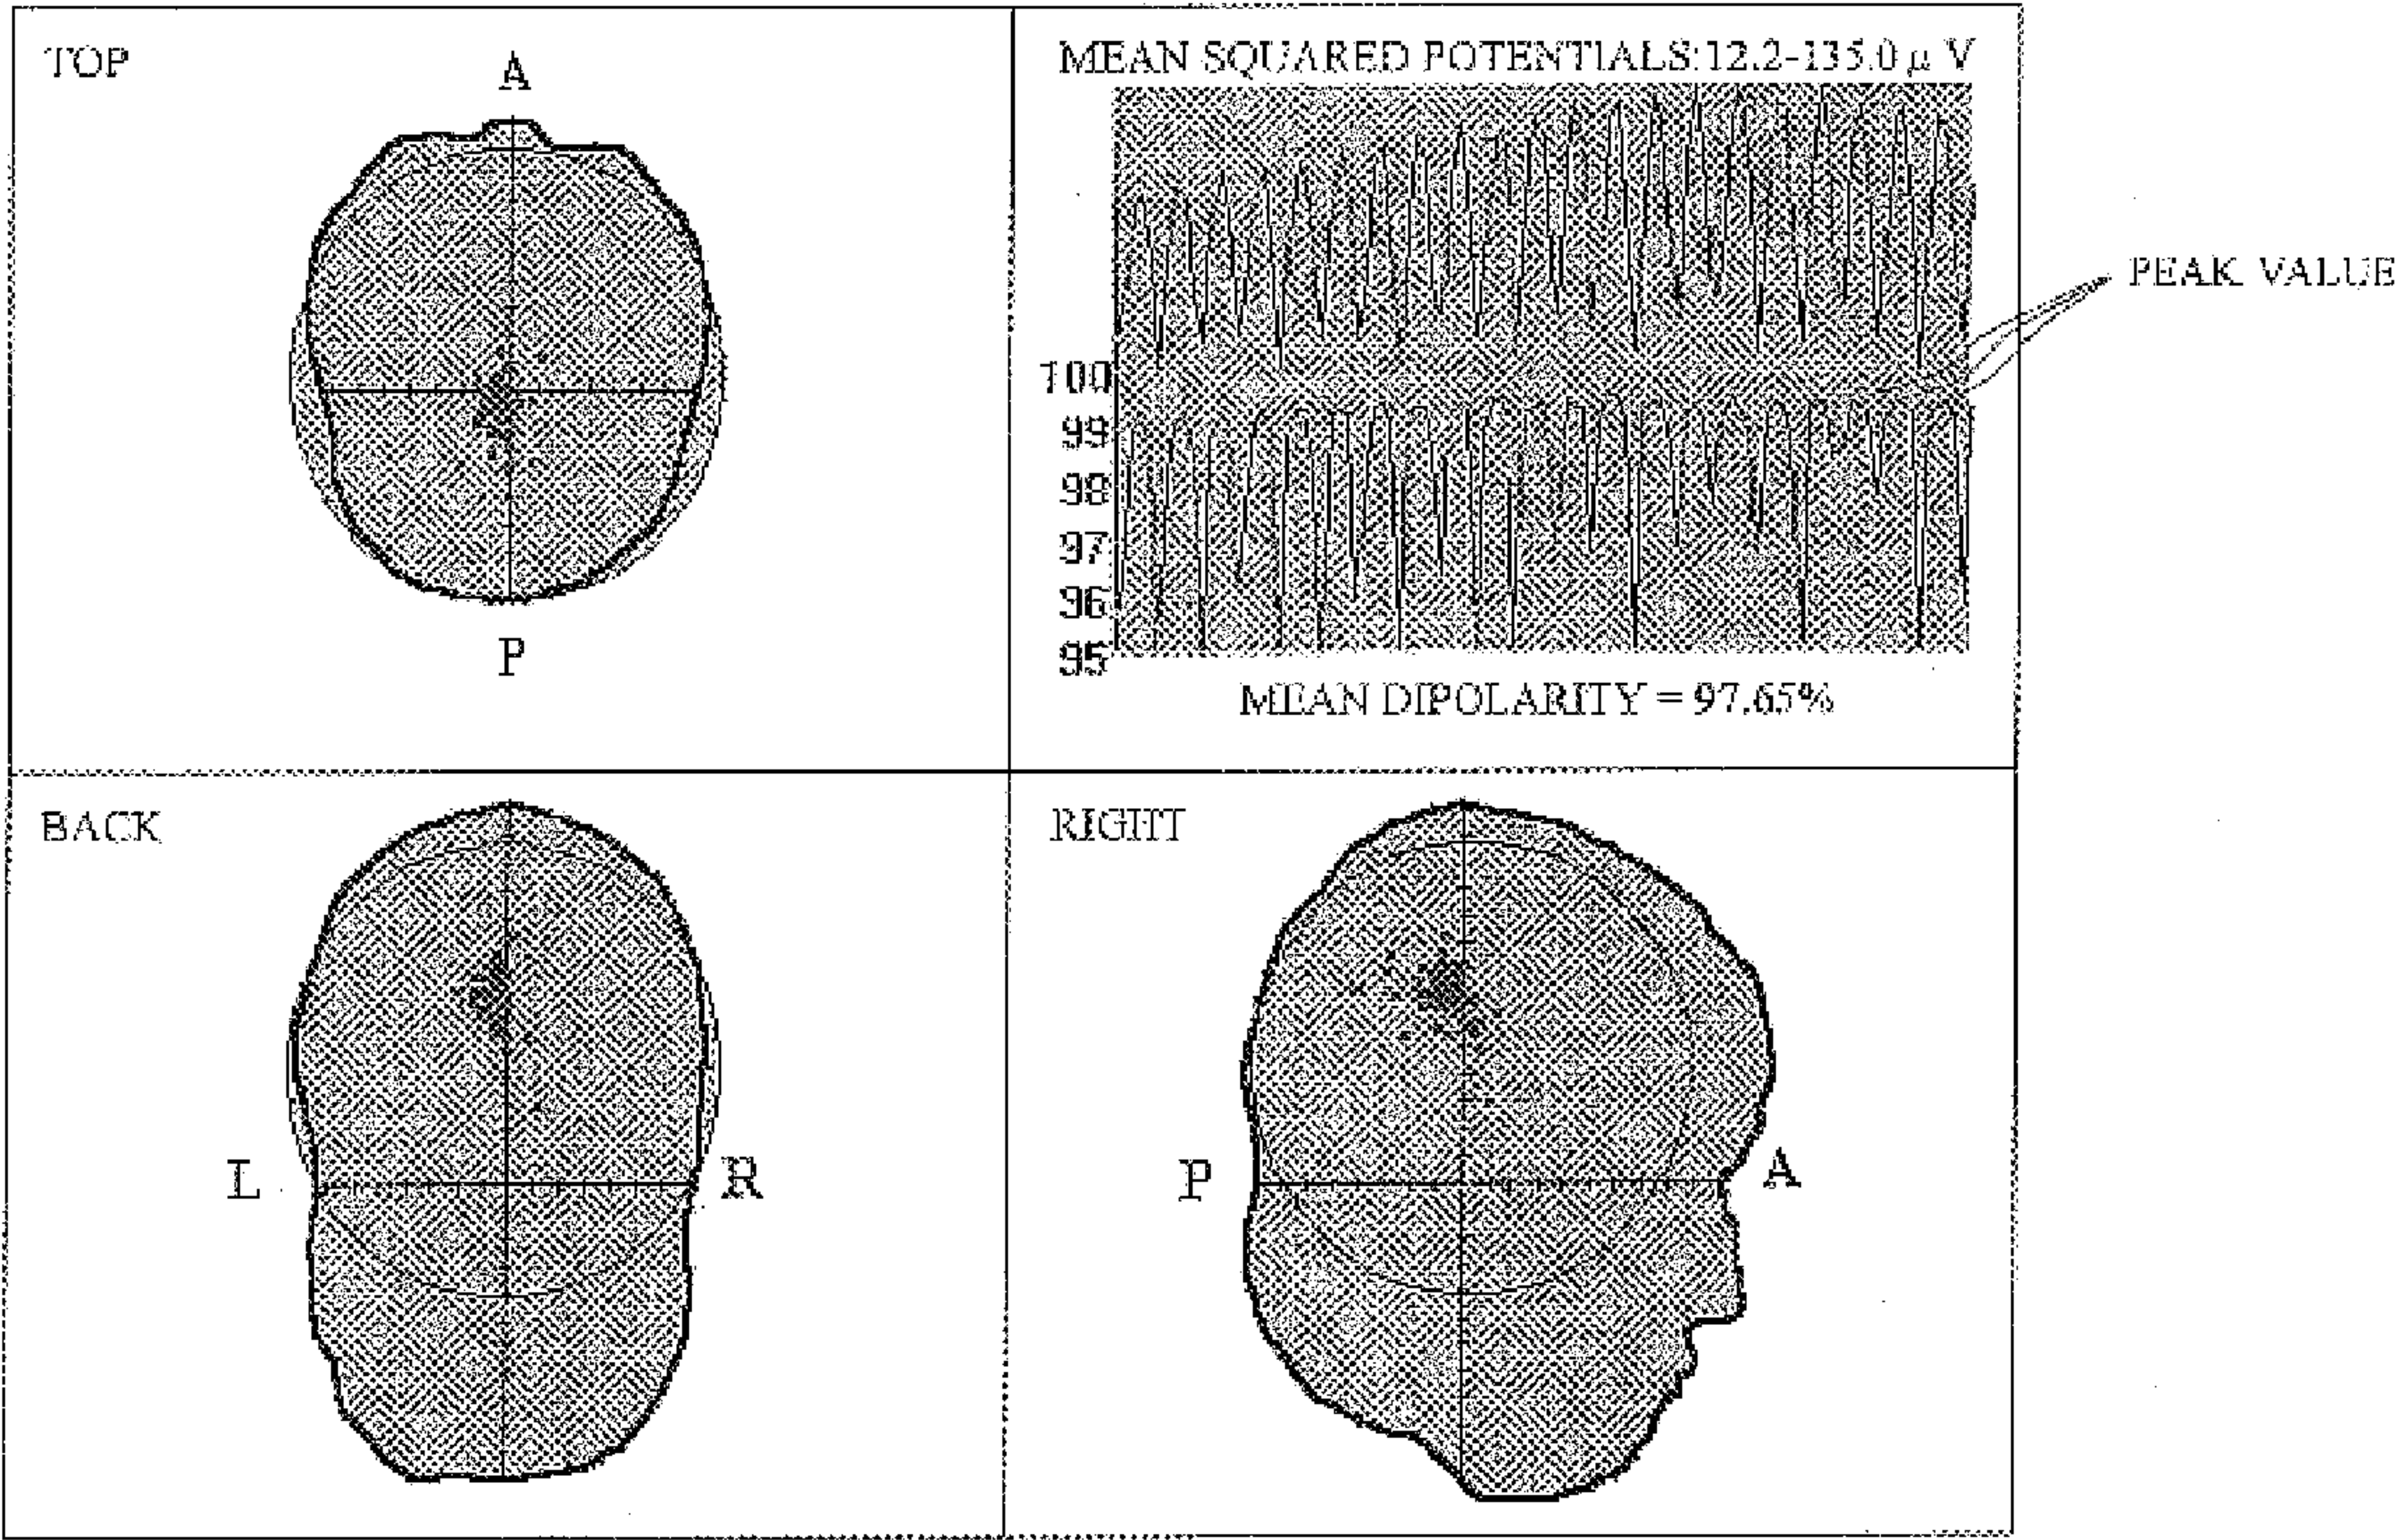 TOP
A
P
MEAN SQUARED POTENTIALS:12.2-135.0 μ V
PEAK VALUE
100
99
98
97
96
95
MEAN DIPOLARITY = 97.65%
BACK
L
R
RIGHT
P
A